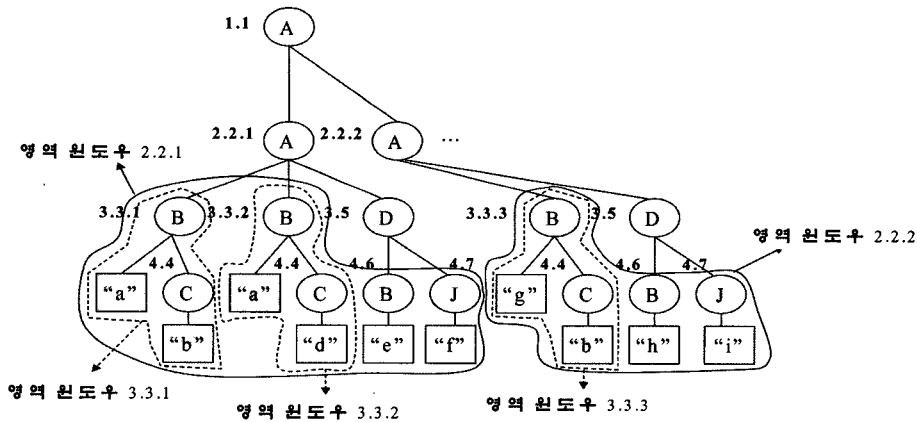 1.1 A
2.2.1 A 2.2.2 A ...
영역 윈도우 2.2.1
3.3.1 B 3.3.2 B 3.5 D 3.3.3 B 3.5 D
영역 윈도우 2.2.2
4.4 4.4 4.6 4.7 4.4 4.6 4.7
"a" C "a" C B J "g" C B J
"b" "d" "e" "f" "b" "h" "i"
영역 윈도우 3.3.1
영역 윈도우 3.3.2
영역 윈도우 3.3.3